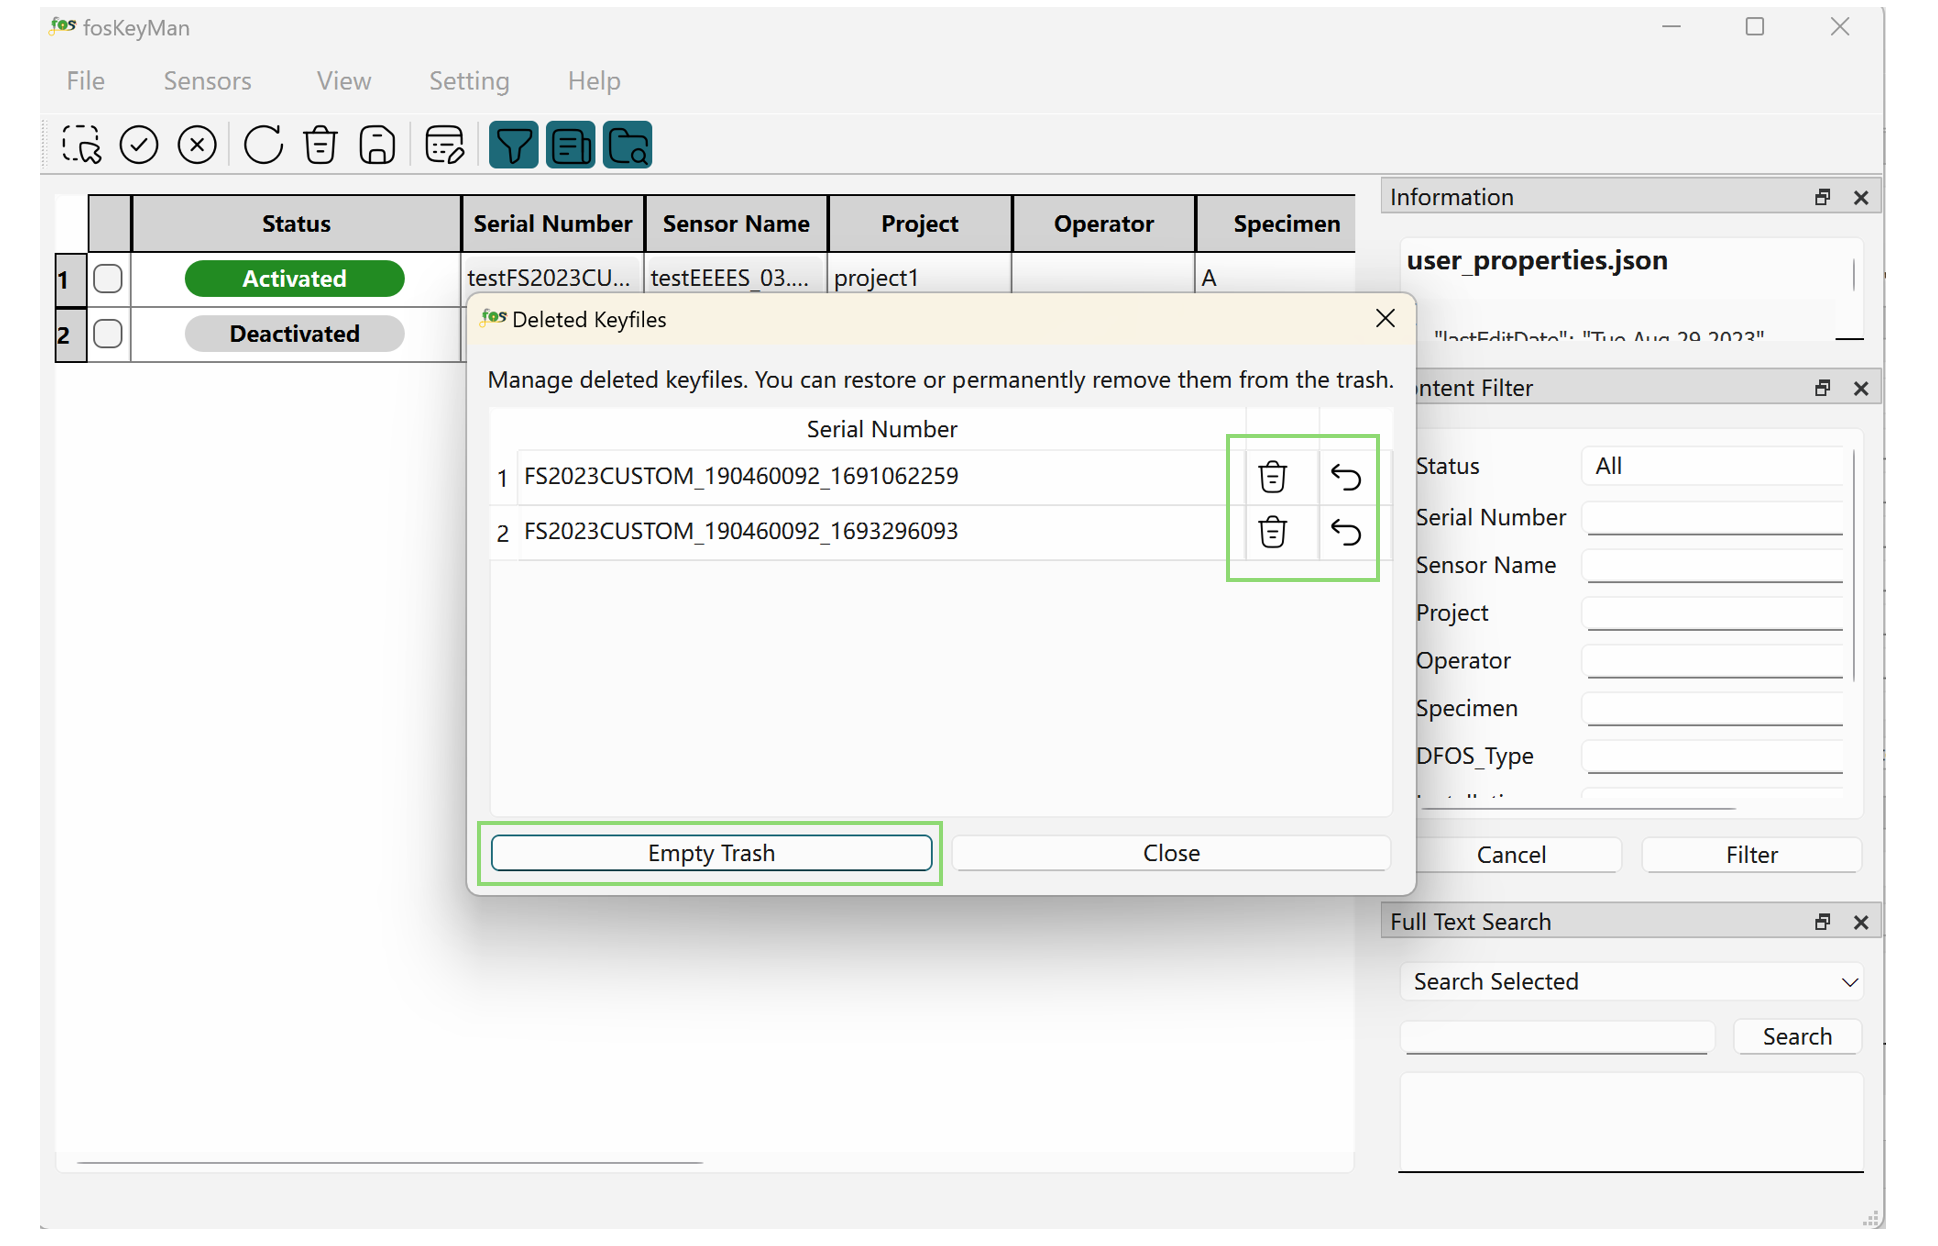 fos fosKeyMan
File Sensors View Setting Help
Status Serial Number Sensor Name Project Operator Specimen
1 Activated testFS2023CU... testEEEES_03.... project1 A
2 Deactivated
Information
user_properties.json
"lastEditDate": "Tue Aug 29 2023"
fos Deleted Keyfiles
Manage deleted keyfiles. You can restore or permanently remove them from the trash.
Serial Number
1 FS2023CUSTOM_190460092_1691062259
2 FS2023CUSTOM_190460092_1693296093
Empty Trash Close
ntent Filter
Status All
Serial Number
Sensor Name
Project
Operator
Specimen
DFOS_Type
Cancel Filter
Full Text Search
Search Selected
Search